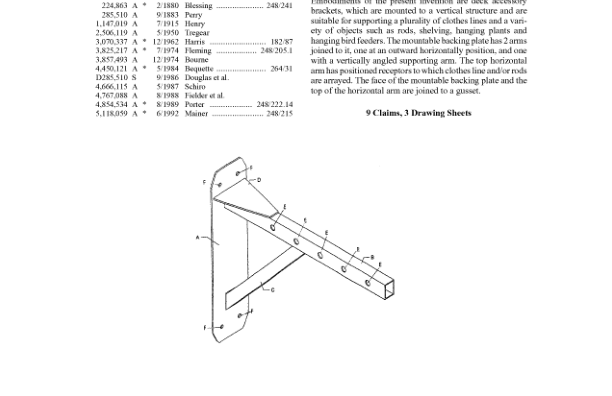 224,863 A * 2/1880 Blessing .................... 248/241
285,510 A 9/1883 Perry
1,147,019 A 7/1915 Henry
2,506,119 A 5/1950 Tregear
3,070,337 A * 12/1962 Harris ........................ 182/87
3,825,217 A * 7/1974 Fleming .................. 248/205.1
3,857,493 A 12/1974 Bourne
4,450,121 A * 5/1984 Bequette ..................... 264/31
D285,510 S 9/1986 Douglas et al.
4,666,115 A 5/1987 Schiro
4,767,088 A 8/1988 Fielder et al.
4,854,534 A * 8/1989 Porter .................. 248/222.14
5,118,059 A * 6/1992 Mainer ...................... 248/215
Embodiments of the present invention are deck accessory
brackets, which are mounted to a vertical structure and are
suitable for supporting a plurality of clothes lines and a vari-
ety of objects such as rods, shelving, hanging plants and
hanging bird feeders. The mountable backing plate has 2 arms
joined to it, one at an outward horizontally position, and one
with a vertically angled supporting arm. The top horizontal
arm has positioned receptors to which clothes line and/or rods
are arrayed. The face of the mountable backing plate and the
top of the horizontal arm are joined to a gusset.
9 Claims, 3 Drawing Sheets
F
D
E
E
E
A
B
G
F